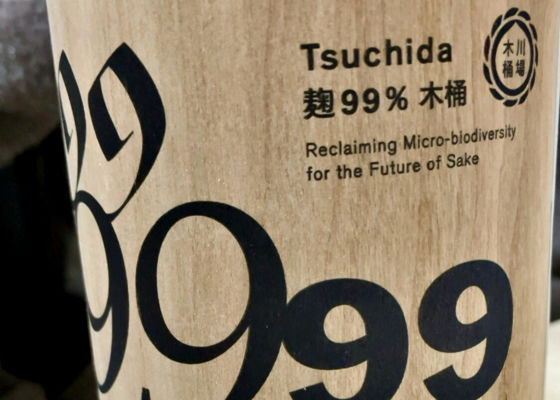 Tsuchida
麹99% 木桶
Reclaiming Micro-biodiversity
for the Future of Sake
木川
桶場
99
99
99